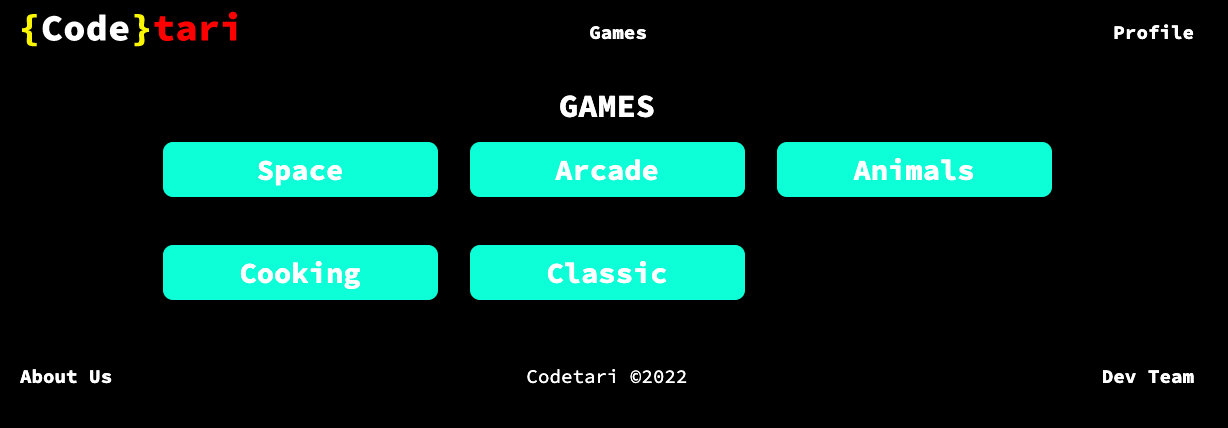 {Code}tari Games Profile
GAMES
Space Arcade Animals
Cooking Classic
About Us Codetari ©2022 Dev Team